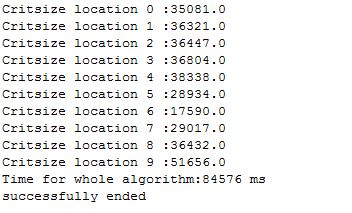 Critsize location 0 :35081.0
Critsize location 1 :36321.0
Critsize location 2 :36447.0
Critsize location 3 :36804.0
Critsize location 4 :38338.0
Critsize location 5 :28934.0
Critsize location 6 :17590.0
Critsize location 7 :29017.0
Critsize location 8 :36432.0
Critsize location 9 :51656.0
Time for whole algorithm:84576 ms
successfully ended